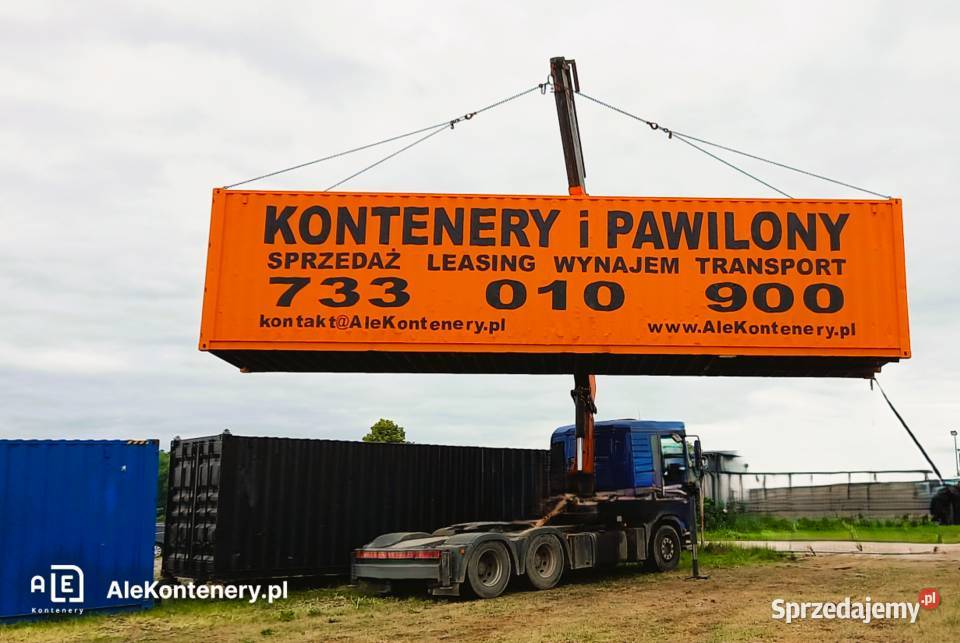 KONTENERY i PAWILONY
SPRZEDAŻ LEASING WYNAJEM TRANSPORT
733 010 900
kontakt@AleKontenery.pl www.AleKontenery.pl
ALE
Kontenery
AleKontenery.pl
Sprzedajemy.pl